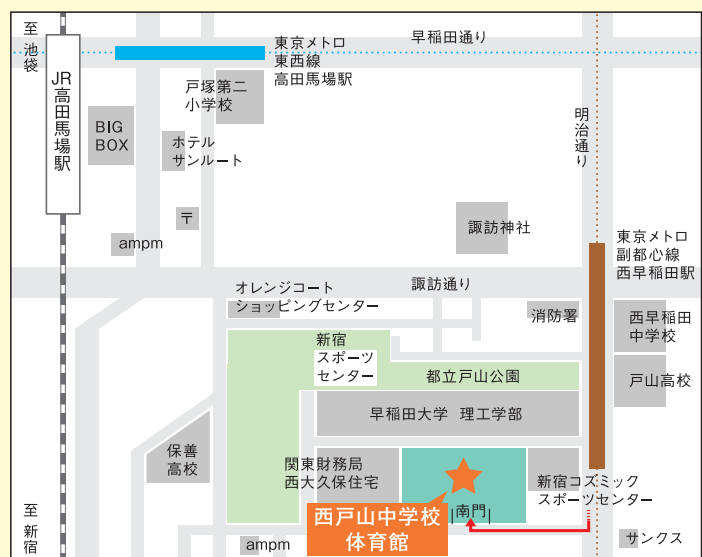 至
池
袋
JR
高
田
馬
場
駅
東京メトロ
東西線
高田馬場駅
早稲田通り
戸塚第二
小学校
BIG
BOX
ホテル
サンルート
明
治
通
り
〒
ampm
諏訪神社
東京メトロ
副都心線
西早稲田駅
オレンジコート
ショッピングセンター
諏訪通り
消防署
西早稲田
中学校
新宿
スポーツ
センター
都立戸山公園
戸山高校
早稲田大学 理工学部
保善
高校
関東財務局
西大久保住宅
新宿コズミック
スポーツセンター
南門
西戸山中学校
体育館
至
新
宿
ampm
サンクス